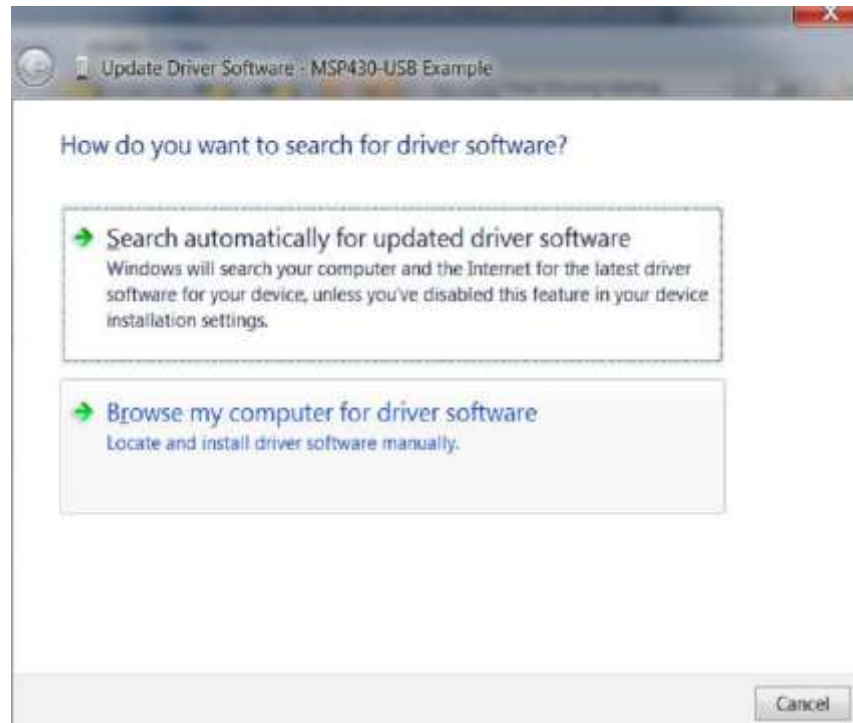 Update Driver Software - MSP430-USB Example
How do you want to search for driver software?
Search automatically for updated driver software
Windows will search your computer and the Internet for the latest driver
software for your device, unless you've disabled this feature in your device
installation settings.
Browse my computer for driver software
Locate and install driver software manually.
Cancel